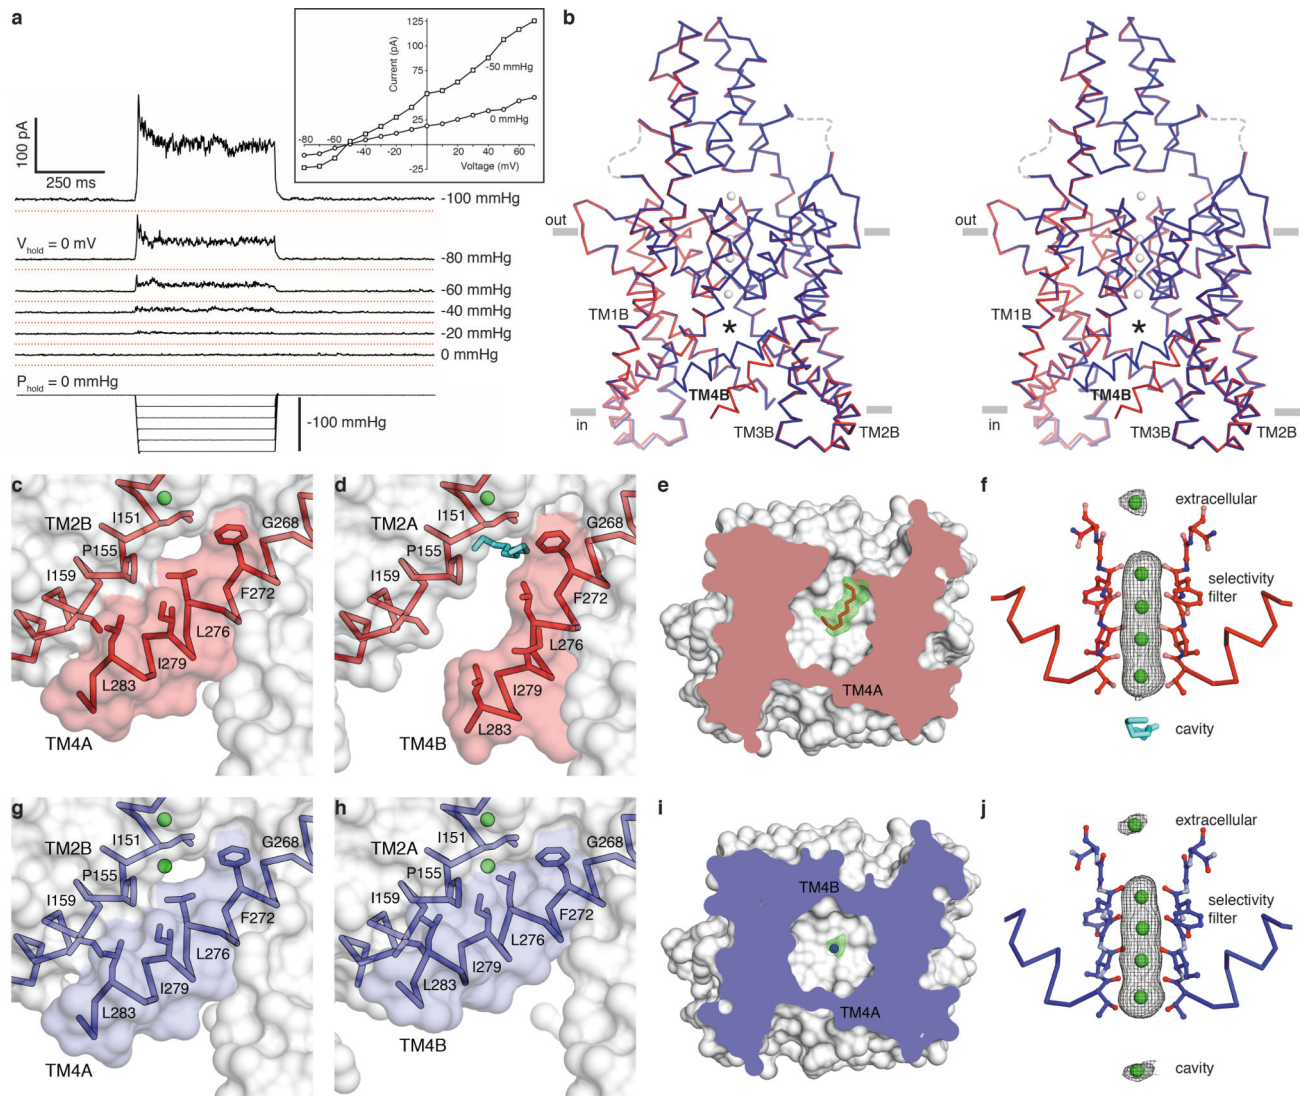 a
100 pA
250 ms
V_hold = 0 mV
P_hold = 0 mmHg
-100 mmHg
-80 mmHg
-60 mmHg
-40 mmHg
-20 mmHg
0 mmHg
-100 mmHg
Current (pA)
125
100
75
25
-25
-80
-60
-40
-20
20
40
60
Voltage (mV)
-50 mmHg
0 mmHg
b
out
in
TM1B
*
TM4B
TM3B
TM2B
out
in
TM1B
*
TM4B
TM3B
TM2B
c
TM2B
I151
G268
P155
I159
F272
L276
I279
L283
TM4A
d
TM2A
I151
G268
P155
I159
F272
L276
I279
L283
TM4B
e
TM4A
f
extracellular
selectivity
filter
cavity
g
TM2B
I151
G268
P155
I159
F272
L276
I279
L283
TM4A
h
TM2A
I151
G268
P155
I159
F272
L276
I279
L283
TM4B
i
TM4B
TM4A
j
extracellular
selectivity
filter
cavity